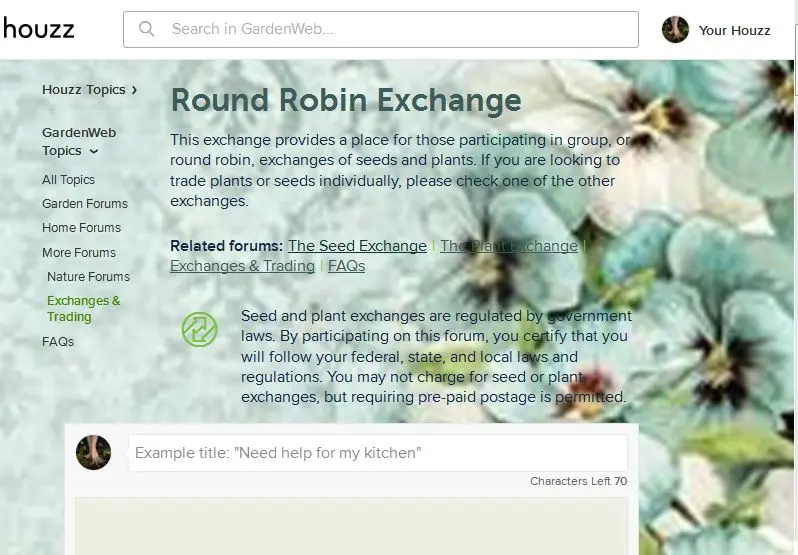 houzz
Search in GardenWeb...
Your Houzz
Houzz Topics
GardenWeb
Topics
All Topics
Garden Forums
Home Forums
More Forums
Nature Forums
Exchanges &
Trading
FAQs
Round Robin Exchange
This exchange provides a place for those participating in group, or
round robin, exchanges of seeds and plants. If you are looking to
trade plants or seeds individually, please check one of the other
exchanges.
Related forums: The Seed Exchange | The Plant Exchange |
Exchanges & Trading | FAQs
Seed and plant exchanges are regulated by government
laws. By participating on this forum, you certify that you
will follow your federal, state, and local laws and
regulations. You may not charge for seed or plant
exchanges, but requiring pre-paid postage is permitted.
Example title: "Need help for my kitchen"
Characters Left 70